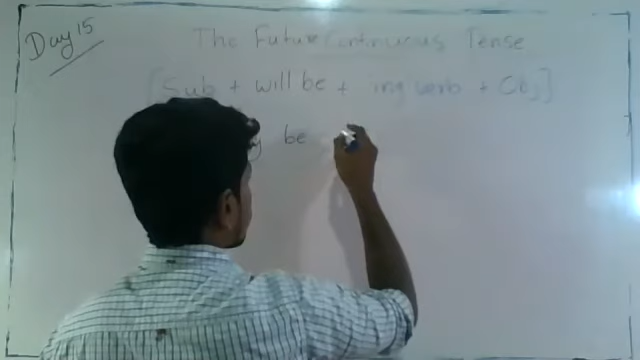 Day 15
The Future Continuous Tense
[Sub + will be + ing verb + Obj]
be